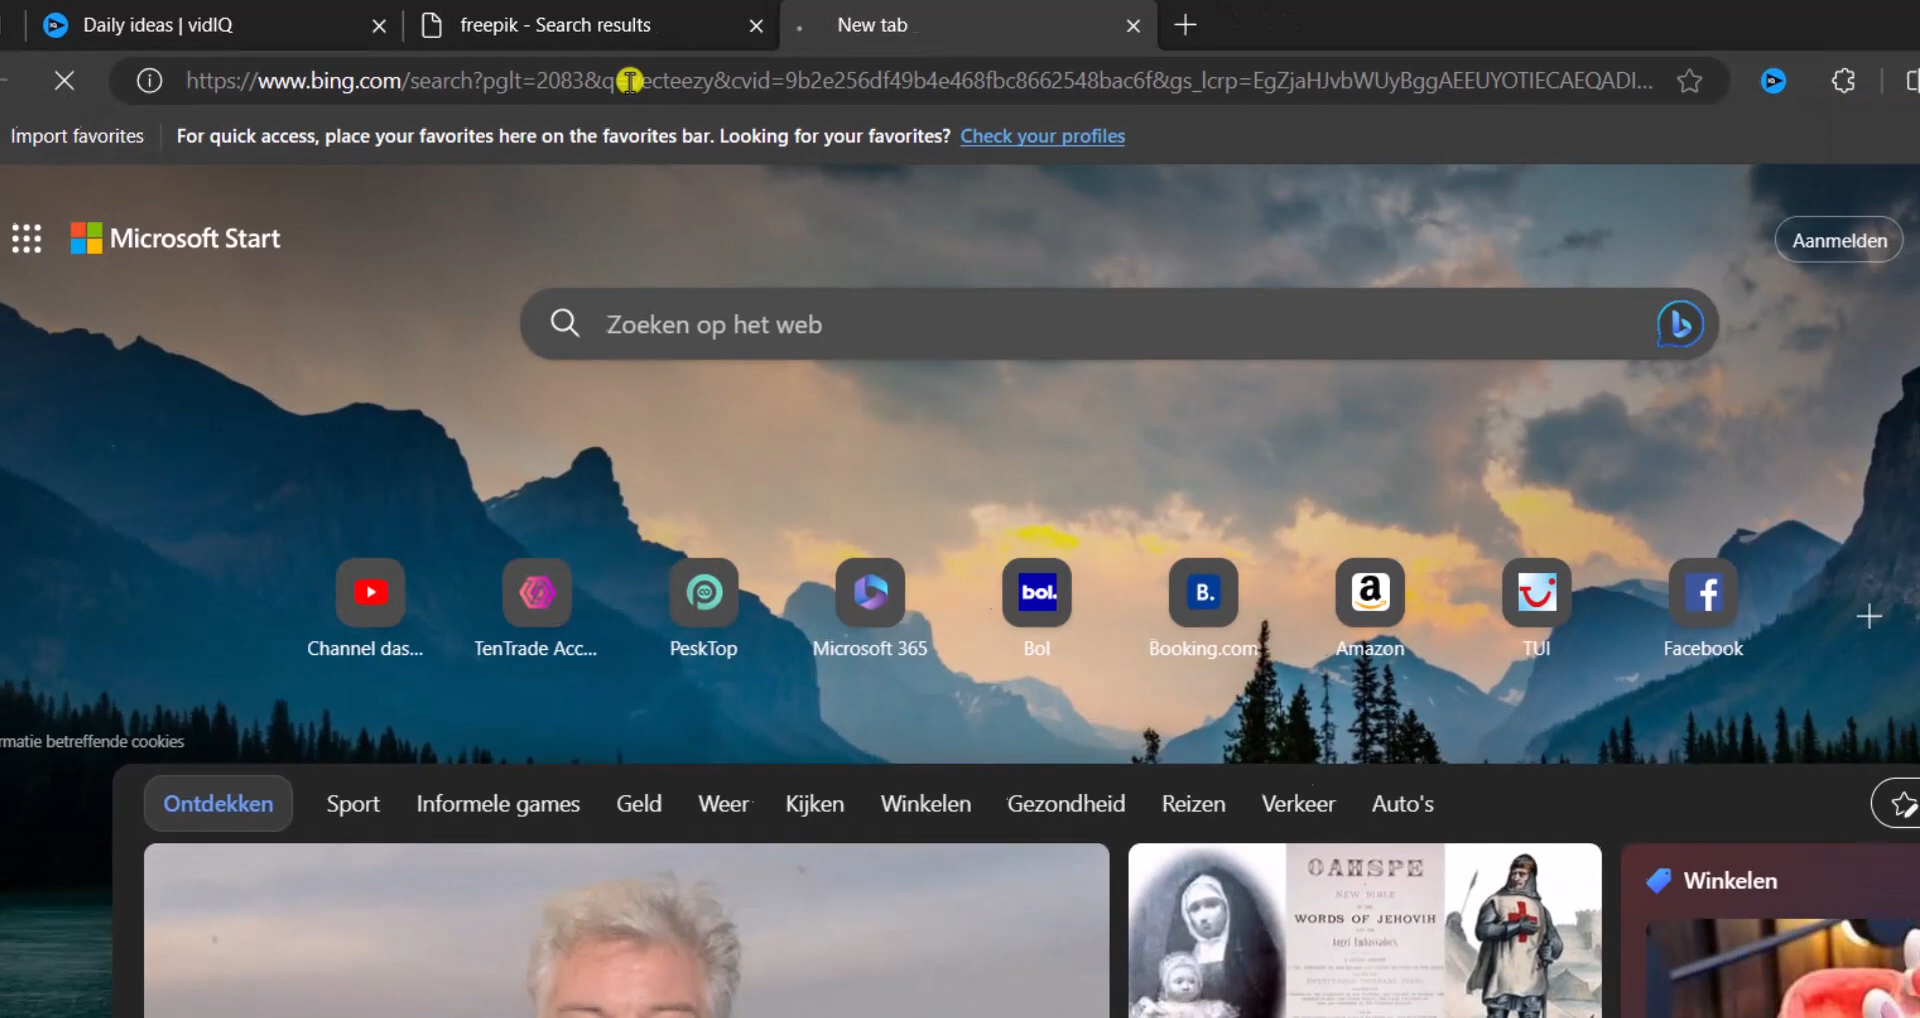 Daily ideas | vidIQ
freepik - Search results
New tab
https://www.bing.com/search?pglt=2083&q ecteezy&cvid=9b2e256df49b4e468fbc8662548bac6f&gs_lcrp=EgZjaHJvbWUyBggAEEUYOTIECAEQADI...
Import favorites
For quick access, place your favorites here on the favorites bar. Looking for your favorites? Check your profiles
Microsoft Start
Aanmelden
Zoeken op het web
bol.
B.
a
Channel das...
TenTrade Acc...
PeskTop
Microsoft 365
Bol
Booking.com
Amazon
TUI
Facebook
rmatie betreffende cookies
Ontdekken
Sport
Informele games
Geld
Weer
Kijken
Winkelen
Gezondheid
Reizen
Verkeer
Auto's
OAHSPE
NEW BIBLE
WORDS OF JEHOVIH
Angel Embassadors.
Winkelen